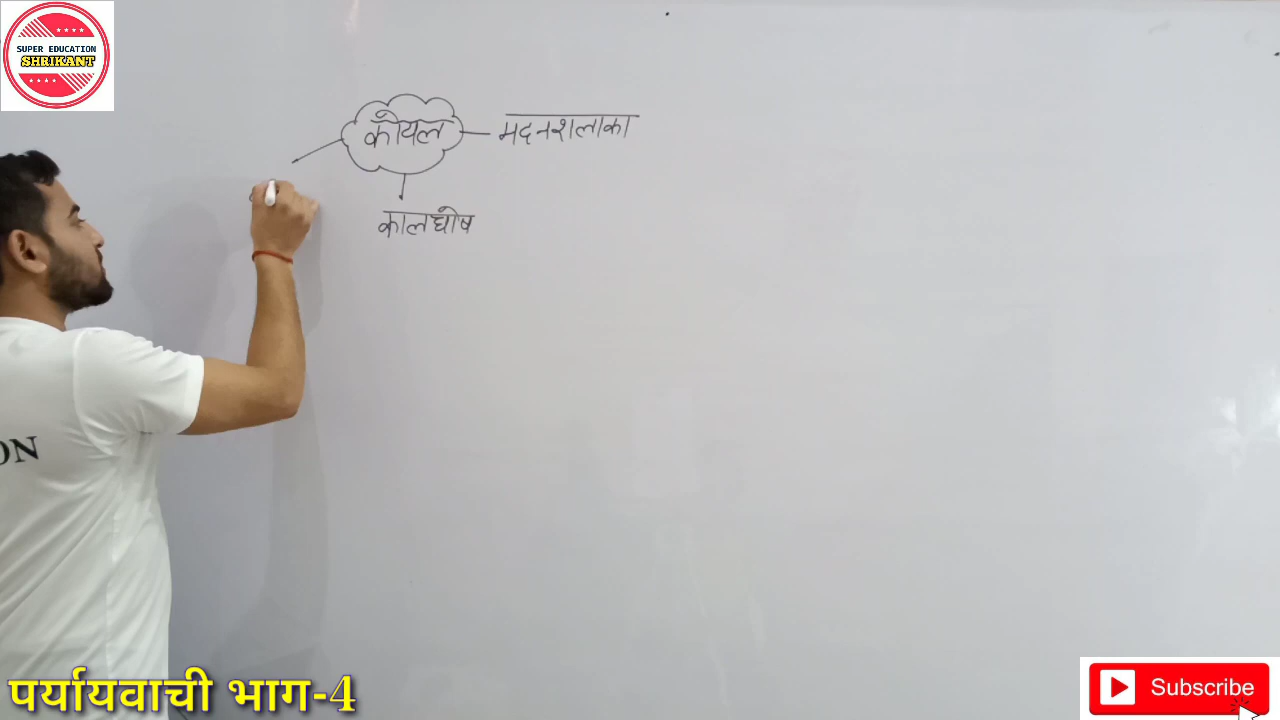 SUPER EDUCATION
SHRIKANT
कोयल
मदनशलाका
कालघोष
ON
पर्यायवाची भाग-4
Subscribe